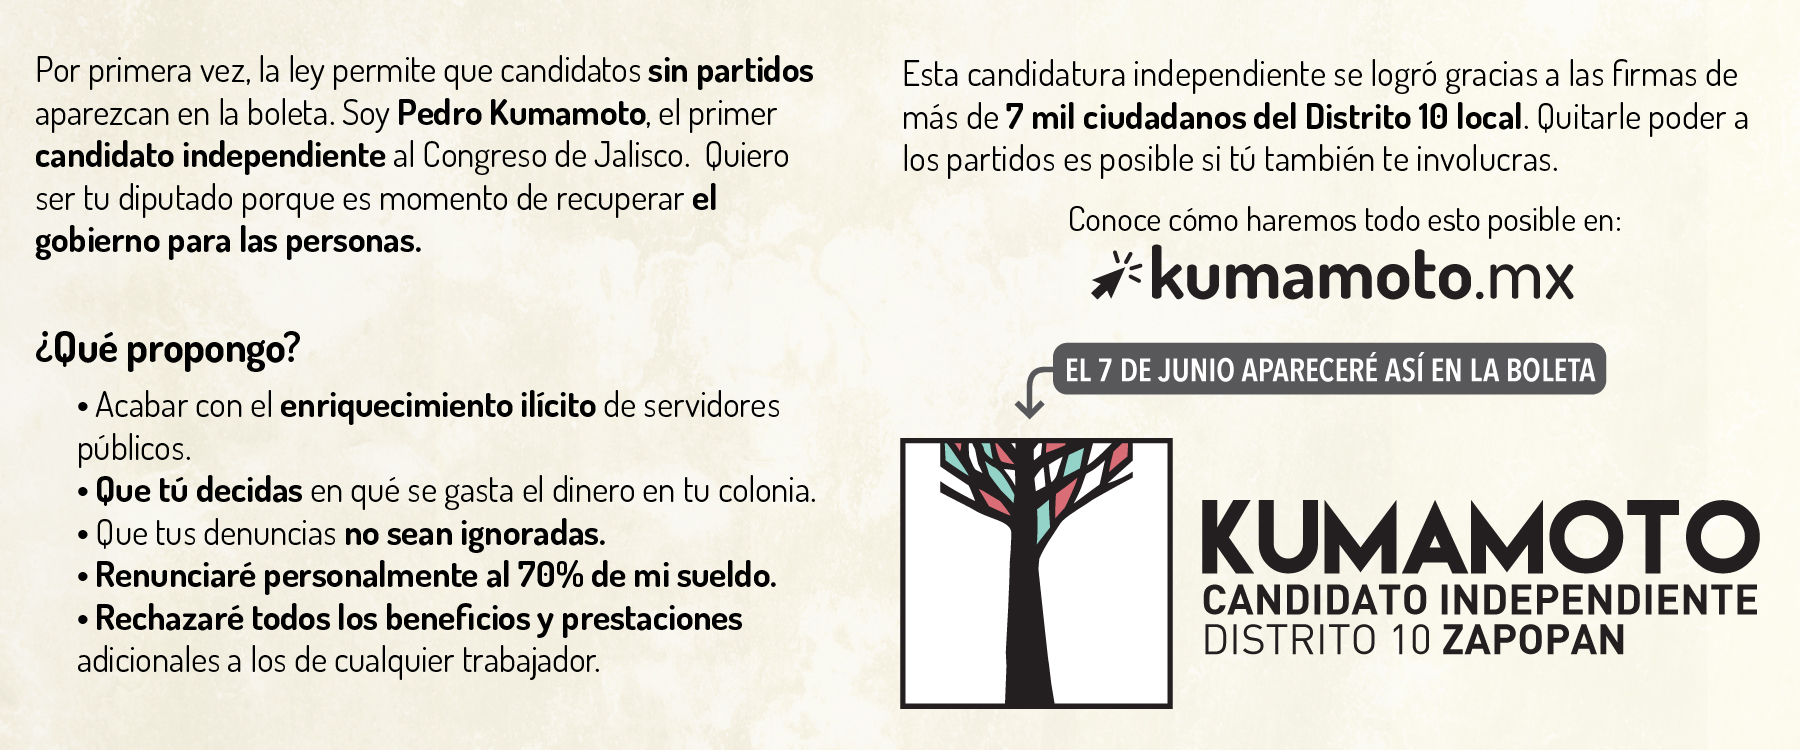 Por primera vez, la ley permite que candidatos sin partidos
aparezcan en la boleta. Soy Pedro Kumamoto, el primer
candidato independiente al Congreso de Jalisco. Quiero
ser tu diputado porque es momento de recuperar el
gobierno para las personas.
¿Qué propongo?
• Acabar con el enriquecimiento ilícito de servidores
públicos.
• Que tú decidas en qué se gasta el dinero en tu colonia.
• Que tus denuncias no sean ignoradas.
• Renunciaré personalmente al 70% de mi sueldo.
• Rechazaré todos los beneficios y prestaciones
adicionales a los de cualquier trabajador.
Esta candidatura independiente se logró gracias a las firmas de
más de 7 mil ciudadanos del Distrito 10 local. Quitarle poder a
los partidos es posible si tú también te involucras.
Conoce cómo haremos todo esto posible en:
kumamoto.mx
EL 7 DE JUNIO APARECERÉ ASÍ EN LA BOLETA
KUMAMOTO
CANDIDATO INDEPENDIENTE
DISTRITO 10 ZAPOPAN